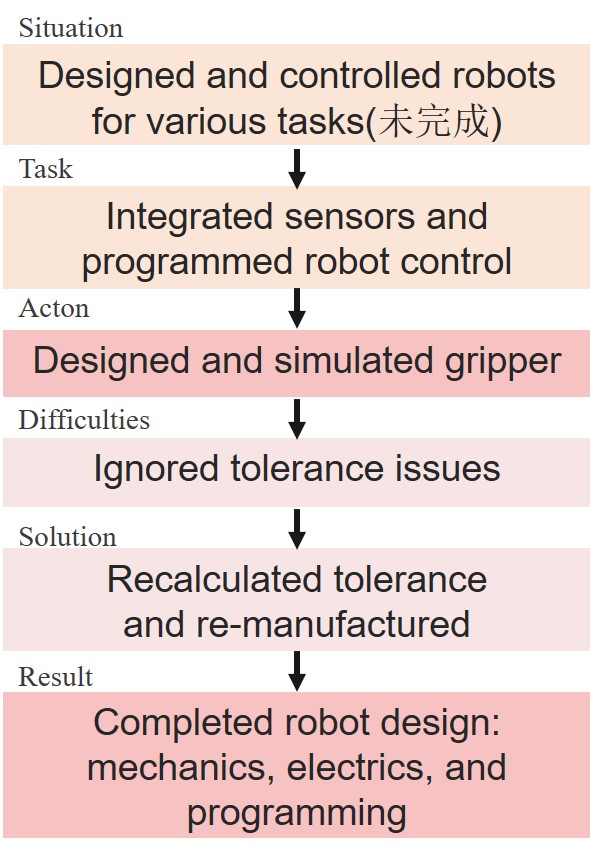 Situation
Designed and controlled robots
for various tasks(未完成)
Task
Integrated sensors and
programmed robot control
Acton
Designed and simulated gripper
Difficulties
Ignored tolerance issues
Solution
Recalculated tolerance
and re-manufactured
Result
Completed robot design:
mechanics, electrics, and
programming